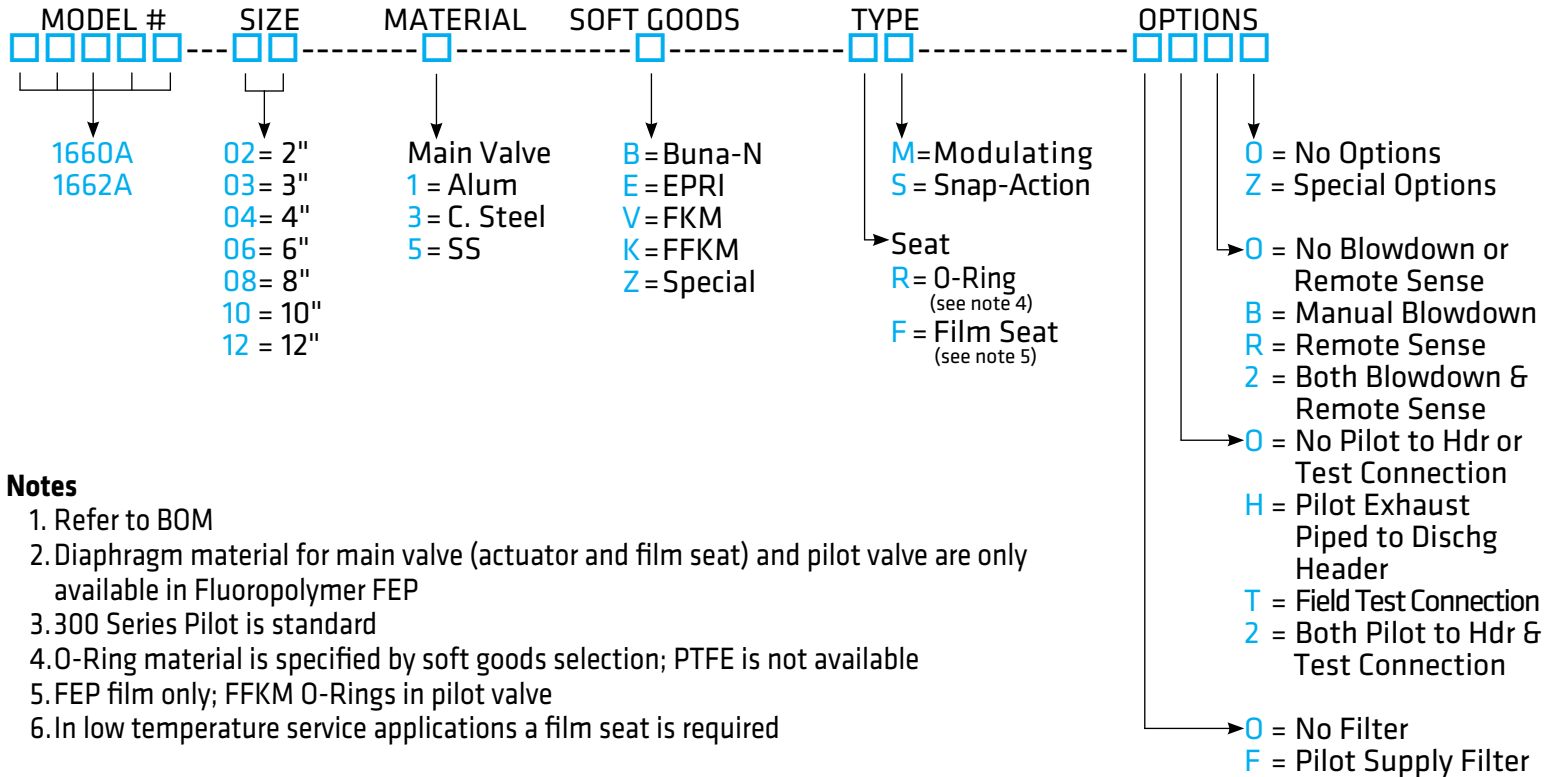 MODEL # SIZE MATERIAL SOFT GOODS TYPE OPTIONS
1660A
1662A
02= 2"
03= 3"
04= 4"
06= 6"
08= 8"
10 = 10"
12 = 12"
Main Valve
1 = Alum
3 = C. Steel
5 = SS
B = Buna-N
E = EPRl
V = FKM
K = FFKM
Z = Special
M=Modulating
S = Snap-Action
Seat
R= O-Ring
(see note 4)
F = Film Seat
(see note 5)
0 = No Options
Z = Special Options
0 = No Blowdown or
Remote Sense
B = Manual Blowdown
R = Remote Sense
2 = Both Blowdown &
Remote Sense
0 = No Pilot to Hdr or
Test Connection
H = Pilot Exhaust
Piped to Dischg
Header
T = Field Test Connection
2 = Both Pilot to Hdr &
Test Connection
0 = No Filter
F = Pilot Supply Filter
Notes
1. Refer to BOM
2. Diaphragm material for main valve (actuator and film seat) and pilot valve are only
available in Fluoropolymer FEP
3. 300 Series Pilot is standard
4. O-Ring material is specified by soft goods selection; PTFE is not available
5. FEP film only; FFKM O-Rings in pilot valve
6. In low temperature service applications a film seat is required